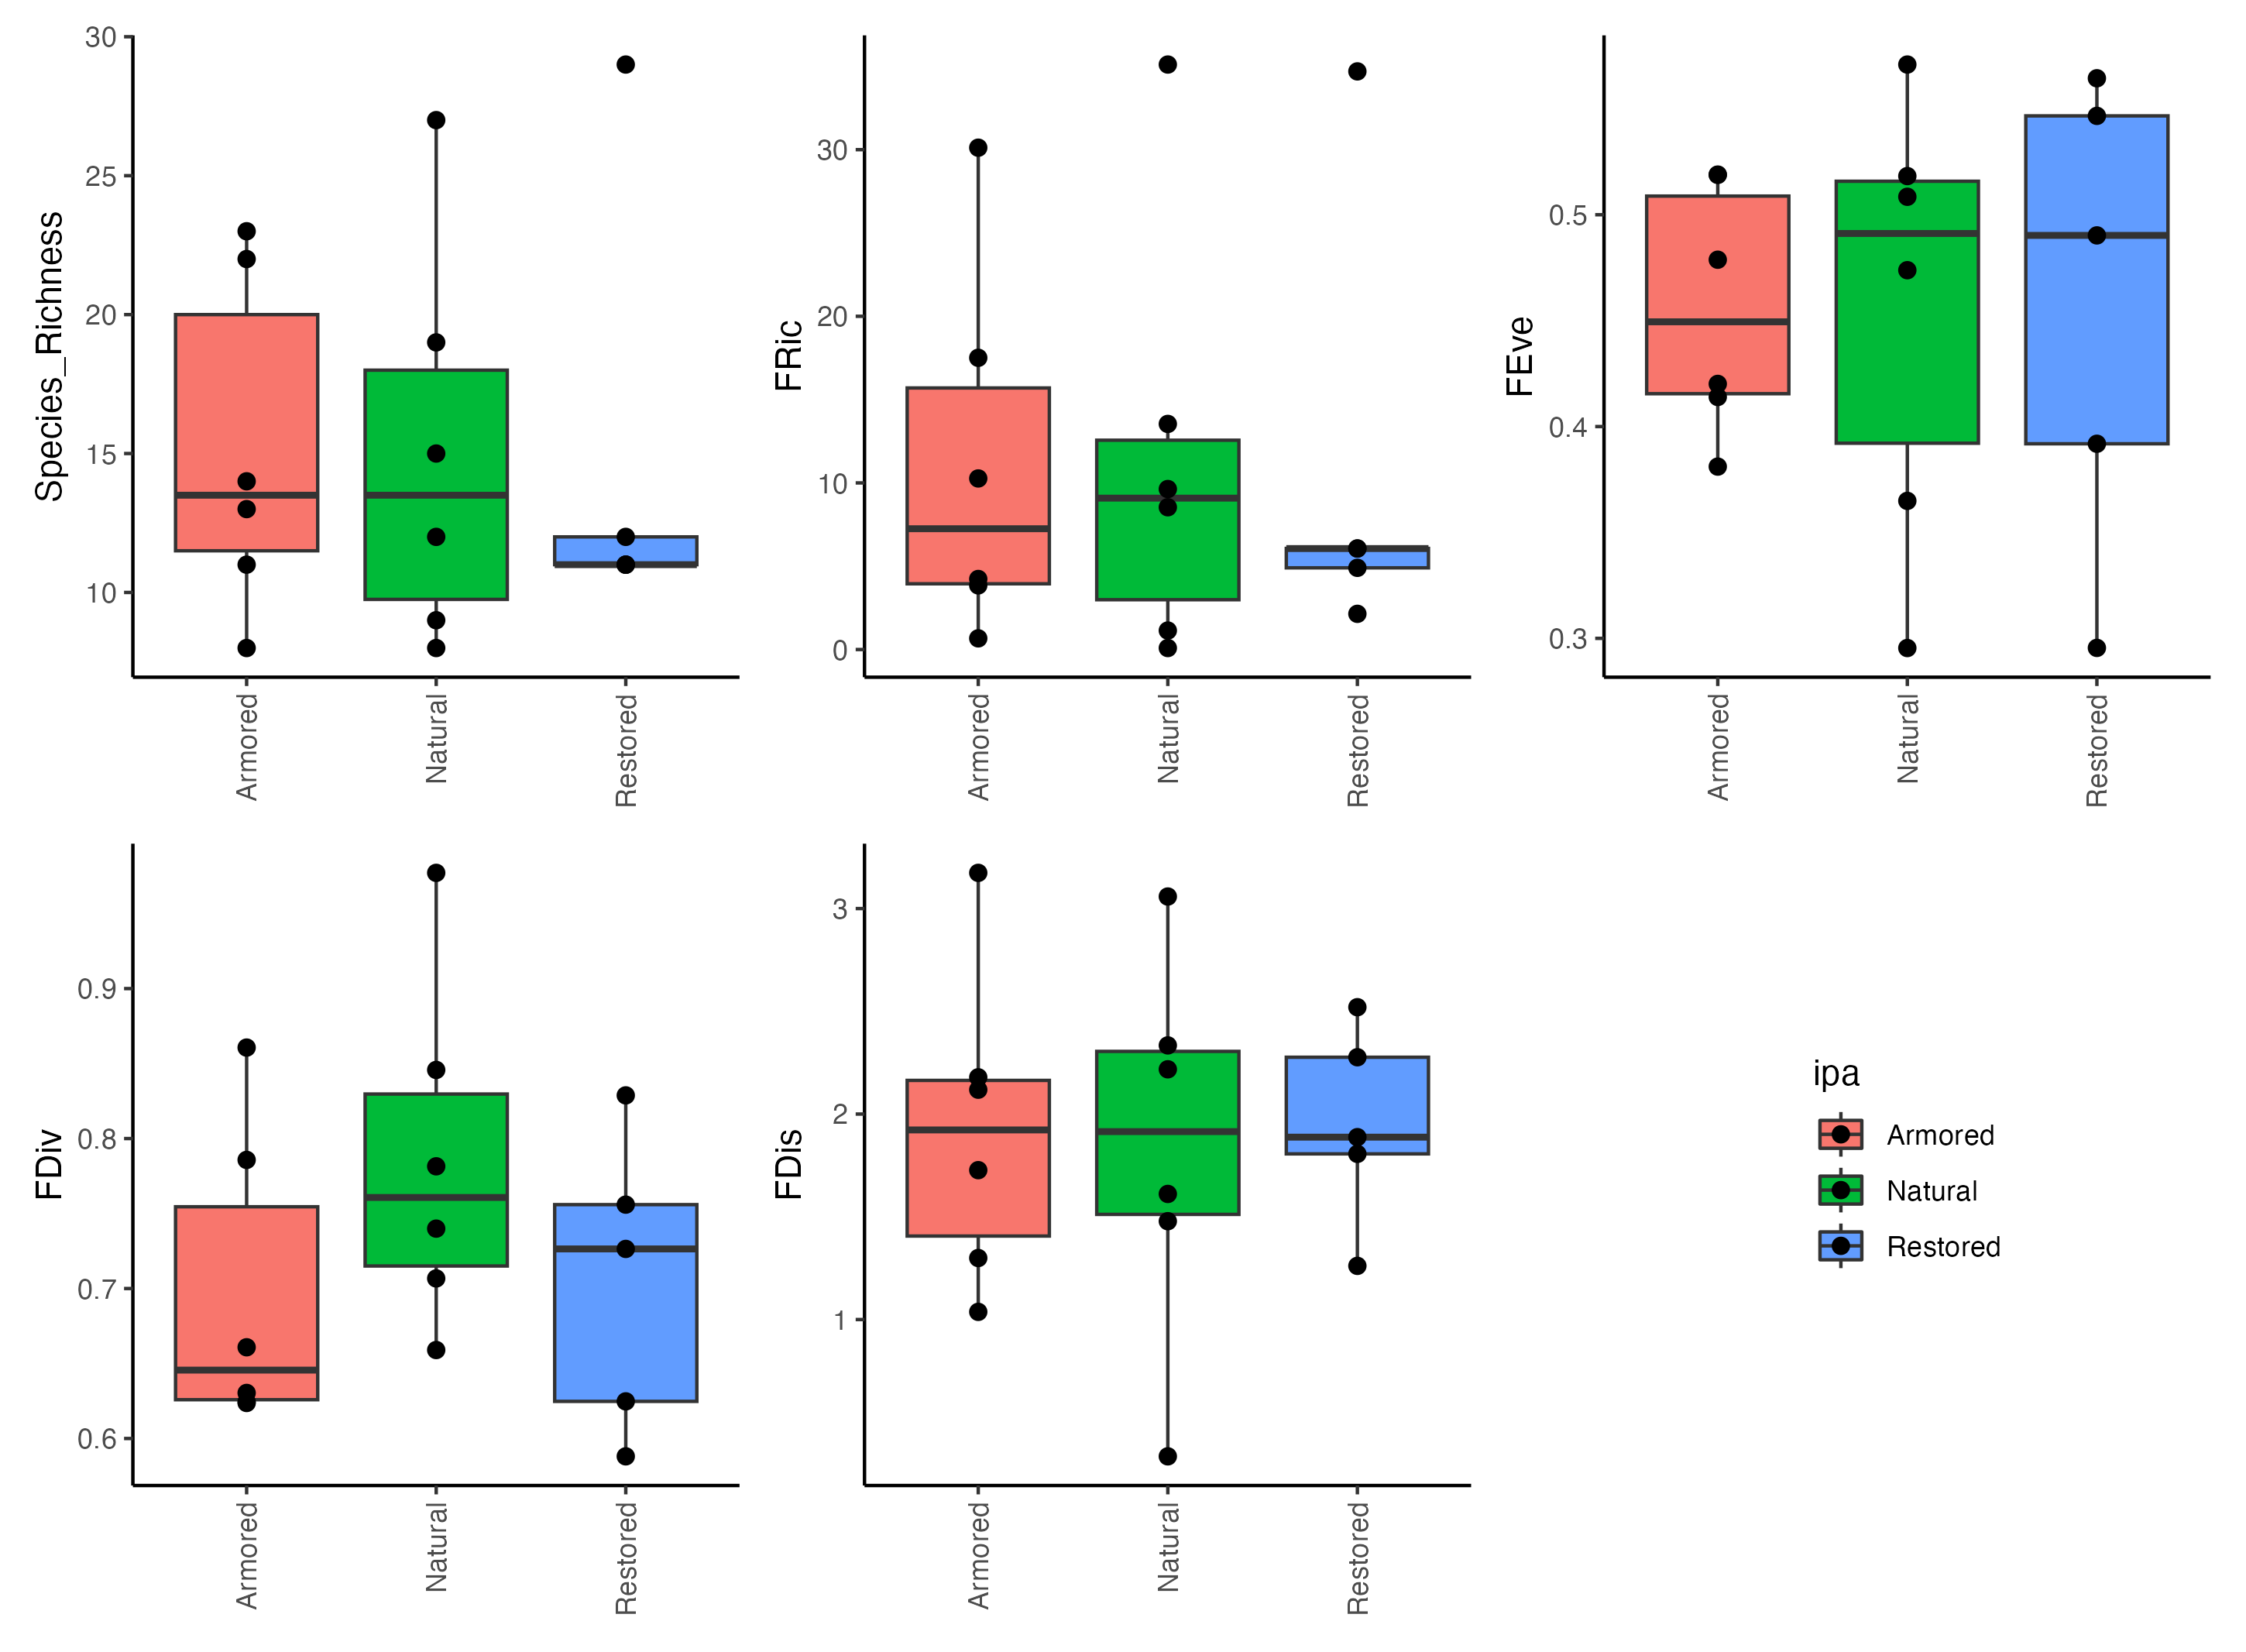 Species_Richness
30
25
20
15
10
Armored
Natural
Restored
FRic
30
20
10
0
Armored
Natural
Restored
FEve
0.5
0.4
0.3
Armored
Natural
Restored
FDiv
0.9
0.8
0.7
0.6
Armored
Natural
Restored
FDis
3
2
1
Armored
Natural
Restored
ipa
Armored
Natural
Restored